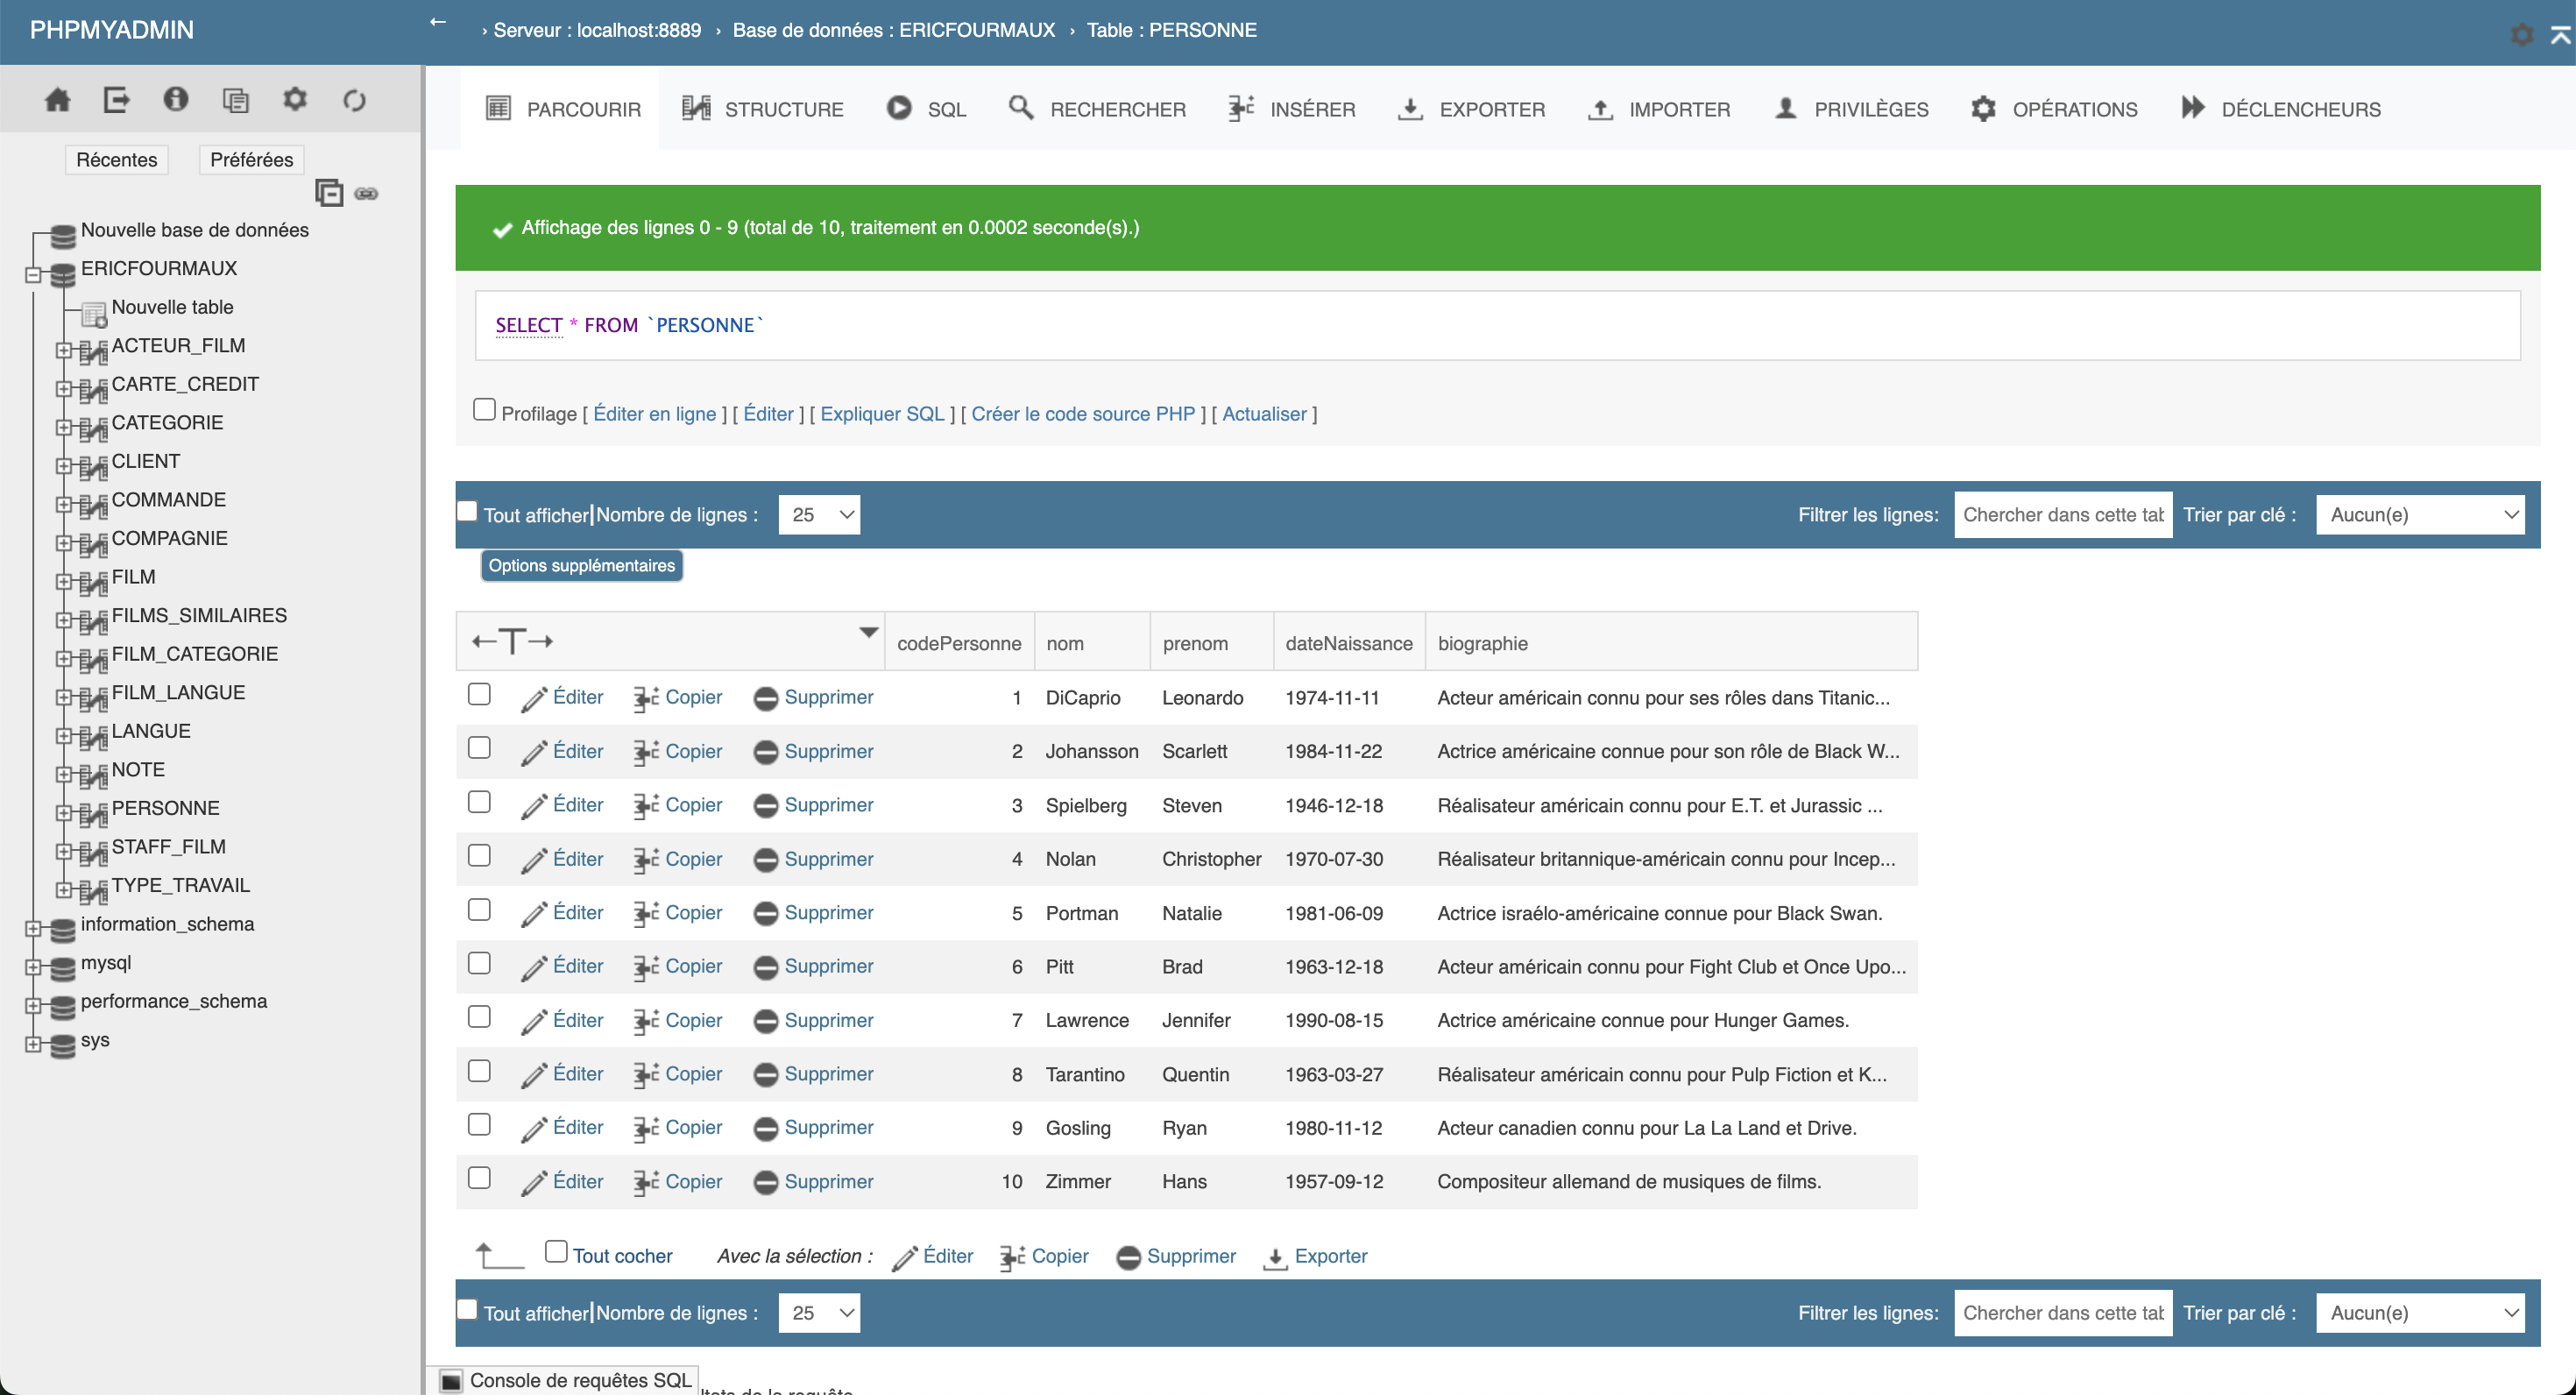 PHPMYADMIN
← › Serveur : localhost:8889 › Base de données : ERICFOURMAUX › Table : PERSONNE
Récentes Préférées
Nouvelle base de données
ERICFOURMAUX
Nouvelle table
ACTEUR_FILM
CARTE_CREDIT
CATEGORIE
CLIENT
COMMANDE
COMPAGNIE
FILM
FILMS_SIMILAIRES
FILM_CATEGORIE
FILM_LANGUE
LANGUE
NOTE
PERSONNE
STAFF_FILM
TYPE_TRAVAIL
information_schema
mysql
performance_schema
sys
PARCOURIR STRUCTURE SQL RECHERCHER INSÉRER EXPORTER IMPORTER PRIVILÈGES OPÉRATIONS DÉCLENCHEURS
Affichage des lignes 0 - 9 (total de 10, traitement en 0.0002 seconde(s).)
SELECT * FROM `PERSONNE`
Profilage [ Éditer en ligne ] [ Éditer ] [ Expliquer SQL ] [ Créer le code source PHP ] [ Actualiser ]
Tout afficher | Nombre de lignes : 25 Filtrer les lignes: Chercher dans cette tab Trier par clé : Aucun(e)
Options supplémentaires
←T→ codePersonne nom prenom dateNaissance biographie
Éditer Copier Supprimer 1 DiCaprio Leonardo 1974-11-11 Acteur américain connu pour ses rôles dans Titanic...
Éditer Copier Supprimer 2 Johansson Scarlett 1984-11-22 Actrice américaine connue pour son rôle de Black W...
Éditer Copier Supprimer 3 Spielberg Steven 1946-12-18 Réalisateur américain connu pour E.T. et Jurassic ...
Éditer Copier Supprimer 4 Nolan Christopher 1970-07-30 Réalisateur britannique-américain connu pour Incep...
Éditer Copier Supprimer 5 Portman Natalie 1981-06-09 Actrice israélo-américaine connue pour Black Swan.
Éditer Copier Supprimer 6 Pitt Brad 1963-12-18 Acteur américain connu pour Fight Club et Once Upo...
Éditer Copier Supprimer 7 Lawrence Jennifer 1990-08-15 Actrice américaine connue pour Hunger Games.
Éditer Copier Supprimer 8 Tarantino Quentin 1963-03-27 Réalisateur américain connu pour Pulp Fiction et K...
Éditer Copier Supprimer 9 Gosling Ryan 1980-11-12 Acteur canadien connu pour La La Land et Drive.
Éditer Copier Supprimer 10 Zimmer Hans 1957-09-12 Compositeur allemand de musiques de films.
Tout cocher Avec la sélection : Éditer Copier Supprimer Exporter
Tout afficher | Nombre de lignes : 25 Filtrer les lignes: Chercher dans cette tab Trier par clé : Aucun(e)
Console de requêtes SQL